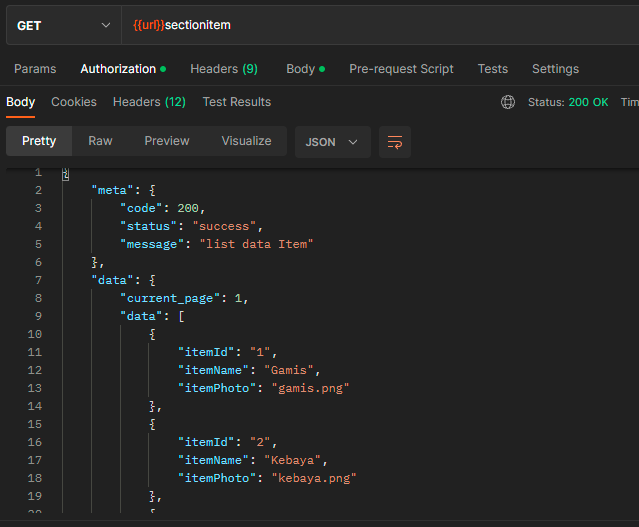 GET {{url}}sectionitem
Params Authorization Headers (9) Body Pre-request Script Tests Settings
Body Cookies Headers (12) Test Results Status: 200 OK
Pretty Raw Preview Visualize JSON
1 {
2 "meta": {
3 "code": 200,
4 "status": "success",
5 "message": "list data Item"
6 },
7 "data": {
8 "current_page": 1,
9 "data": [
10 {
11 "itemId": "1",
12 "itemName": "Gamis",
13 "itemPhoto": "gamis.png"
14 },
15 {
16 "itemId": "2",
17 "itemName": "Kebaya",
18 "itemPhoto": "kebaya.png"
19 },
20 {